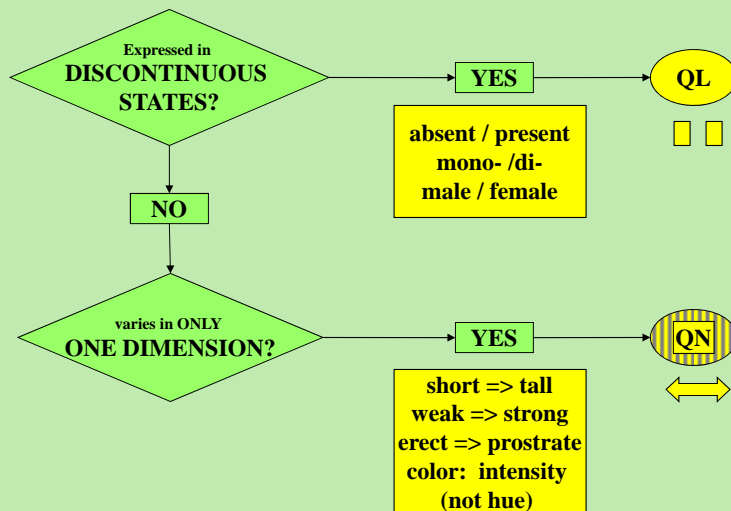 Expressed in
DISCONTINUOUS
STATES?
YES
QL
absent / present
mono- /di-
male / female
NO
varies in ONLY
ONE DIMENSION?
YES
QN
short => tall
weak => strong
erect => prostrate
color: intensity
(not hue)